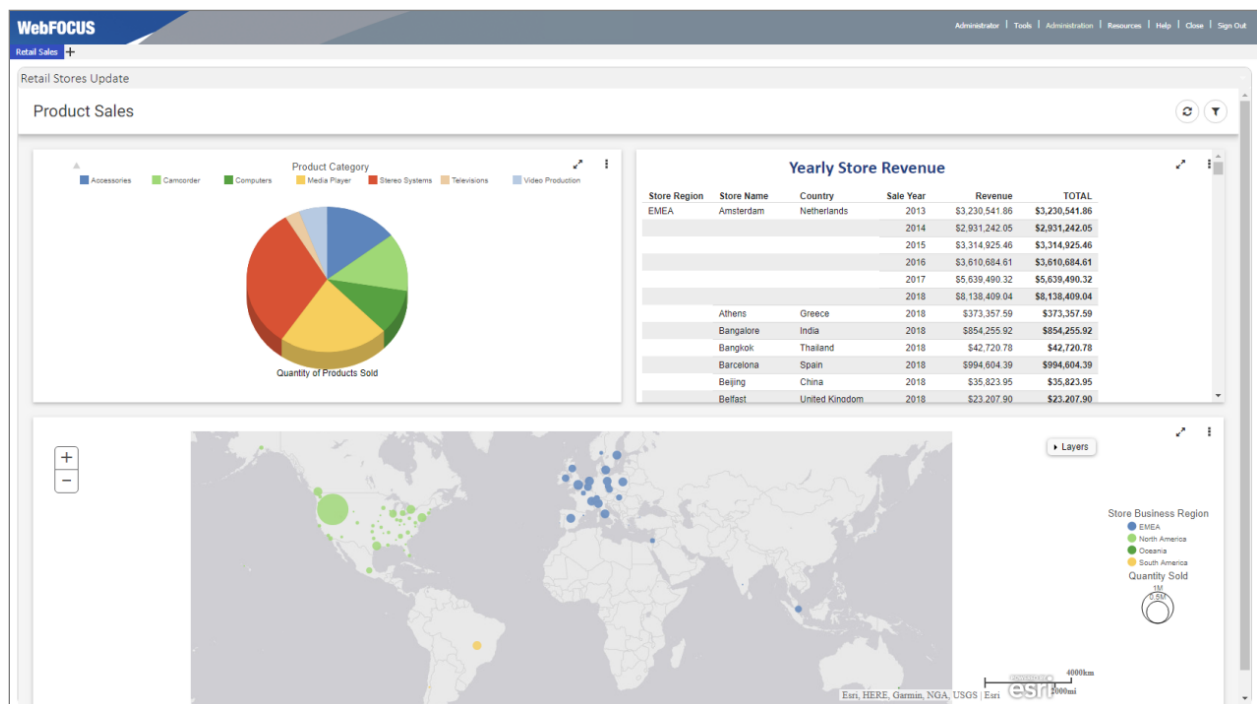 WebFOCUS
Administrator | Tools | Administration | Resources | Help | Close | Sign Out
Retail Sales +
Retail Stores Update
Product Sales
Product Category
Accessories Camcorder Computers Media Player Stereo Systems Televisions Video Production
Quantity of Products Sold
Yearly Store Revenue
Store Region Store Name Country Sale Year Revenue TOTAL
EMEA Amsterdam Netherlands 2013 $3,230,541.86 $3,230,541.86
2014 $2,931,242.05 $2,931,242.05
2015 $3,314,925.46 $3,314,925.46
2016 $3,610,684.61 $3,610,684.61
2017 $5,639,490.32 $5,639,490.32
2018 $8,138,409.04 $8,138,409.04
Athens Greece 2018 $373,357.59 $373,357.59
Bangalore India 2018 $854,255.92 $854,255.92
Bangkok Thailand 2018 $42,720.78 $42,720.78
Barcelona Spain 2018 $994,604.39 $994,604.39
Beijing China 2018 $35,823.95 $35,823.95
Belfast United Kingdom 2018 $23,207.90 $23,207.90
+
−
Layers
Store Business Region
EMEA
North America
Oceania
South America
Quantity Sold
1M
0.5M
4000km
POWERED BY
esri
Esri, HERE, Garmin, NGA, USGS | Esri